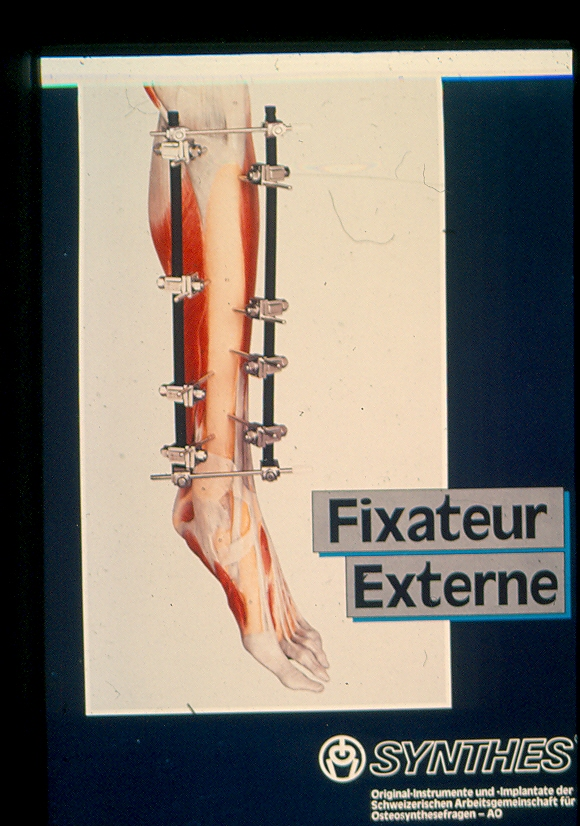 Fixateur
Externe
SYNTHES
Original-Instrumente und -Implantate der
Schweizerischen Arbeitsgemeinschaft für
Osteosynthesefragen – AO